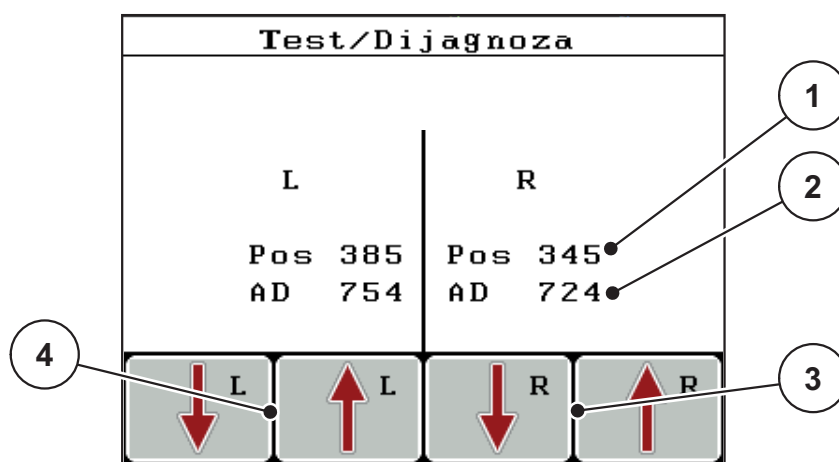 Test/Dijagnoza
1
L R
2
Pos 385 Pos 345
AD 754 AD 724
4
L L R R
3